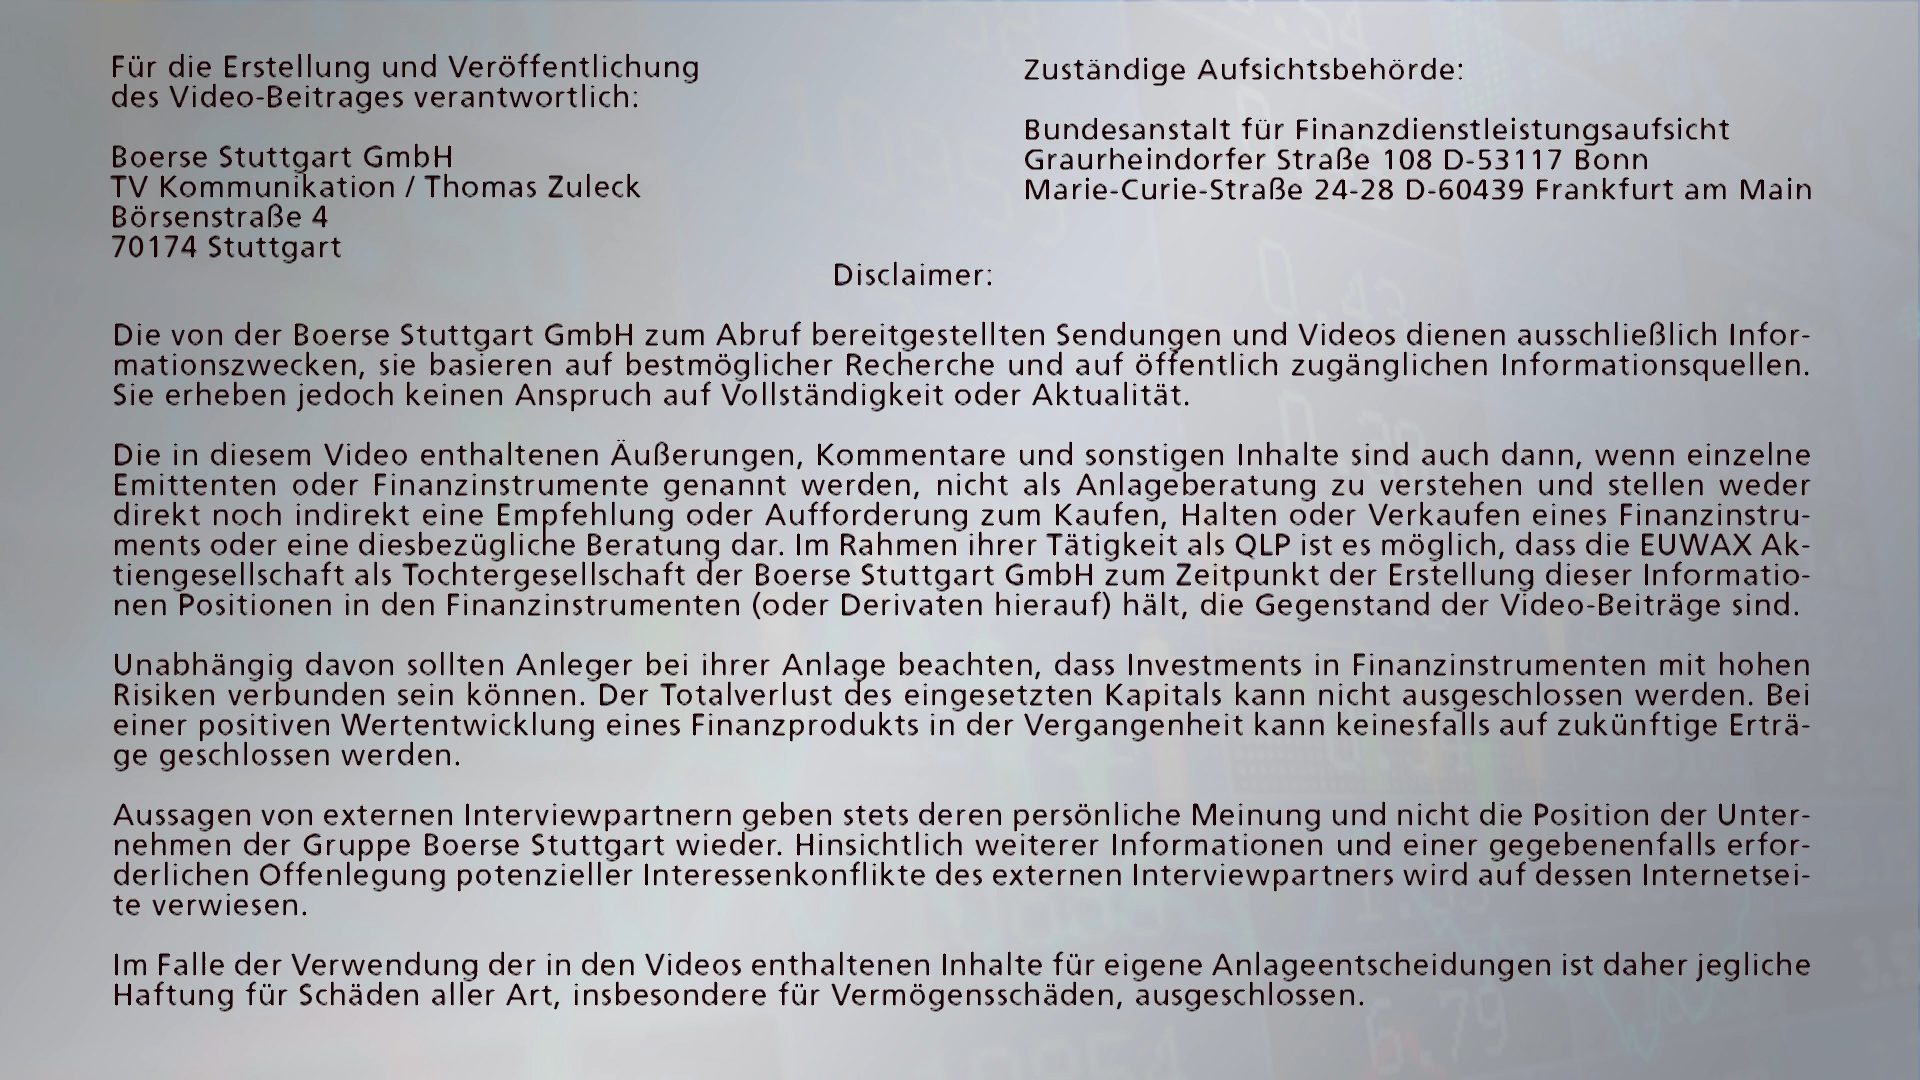 Für die Erstellung und Veröffentlichung
des Video-Beitrages verantwortlich:
Boerse Stuttgart GmbH
TV Kommunikation / Thomas Zuleck
Börsenstraße 4
70174 Stuttgart
Zuständige Aufsichtsbehörde:
Bundesanstalt für Finanzdienstleistungsaufsicht
Graurheindorfer Straße 108 D-53117 Bonn
Marie-Curie-Straße 24-28 D-60439 Frankfurt am Main
Disclaimer:
Die von der Boerse Stuttgart GmbH zum Abruf bereitgestellten Sendungen und Videos dienen ausschließlich Infor-
mationszwecken, sie basieren auf bestmöglicher Recherche und auf öffentlich zugänglichen Informationsquellen.
Sie erheben jedoch keinen Anspruch auf Vollständigkeit oder Aktualität.
Die in diesem Video enthaltenen Äußerungen, Kommentare und sonstigen Inhalte sind auch dann, wenn einzelne
Emittenten oder Finanzinstrumente genannt werden, nicht als Anlageberatung zu verstehen und stellen weder
direkt noch indirekt eine Empfehlung oder Aufforderung zum Kaufen, Halten oder Verkaufen eines Finanzinstru-
ments oder eine diesbezügliche Beratung dar. Im Rahmen ihrer Tätigkeit als QLP ist es möglich, dass die EUWAX Ak-
tiengesellschaft als Tochtergesellschaft der Boerse Stuttgart GmbH zum Zeitpunkt der Erstellung dieser Informatio-
nen Positionen in den Finanzinstrumenten (oder Derivaten hierauf) hält, die Gegenstand der Video-Beiträge sind.
Unabhängig davon sollten Anleger bei ihrer Anlage beachten, dass Investments in Finanzinstrumenten mit hohen
Risiken verbunden sein können. Der Totalverlust des eingesetzten Kapitals kann nicht ausgeschlossen werden. Bei
einer positiven Wertentwicklung eines Finanzprodukts in der Vergangenheit kann keinesfalls auf zukünftige Erträ-
ge geschlossen werden.
Aussagen von externen Interviewpartnern geben stets deren persönliche Meinung und nicht die Position der Unter-
nehmen der Gruppe Boerse Stuttgart wieder. Hinsichtlich weiterer Informationen und einer gegebenenfalls erfor-
derlichen Offenlegung potenzieller Interessenkonflikte des externen Interviewpartners wird auf dessen Internetsei-
te verwiesen.
Im Falle der Verwendung der in den Videos enthaltenen Inhalte für eigene Anlageentscheidungen ist daher jegliche
Haftung für Schäden aller Art, insbesondere für Vermögensschäden, ausgeschlossen.